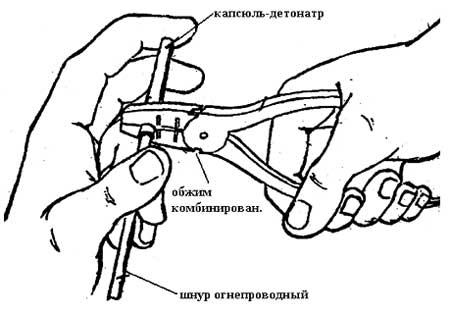 капсюль-детонатр
обжим
комбинирован.
шнур огнепроводный